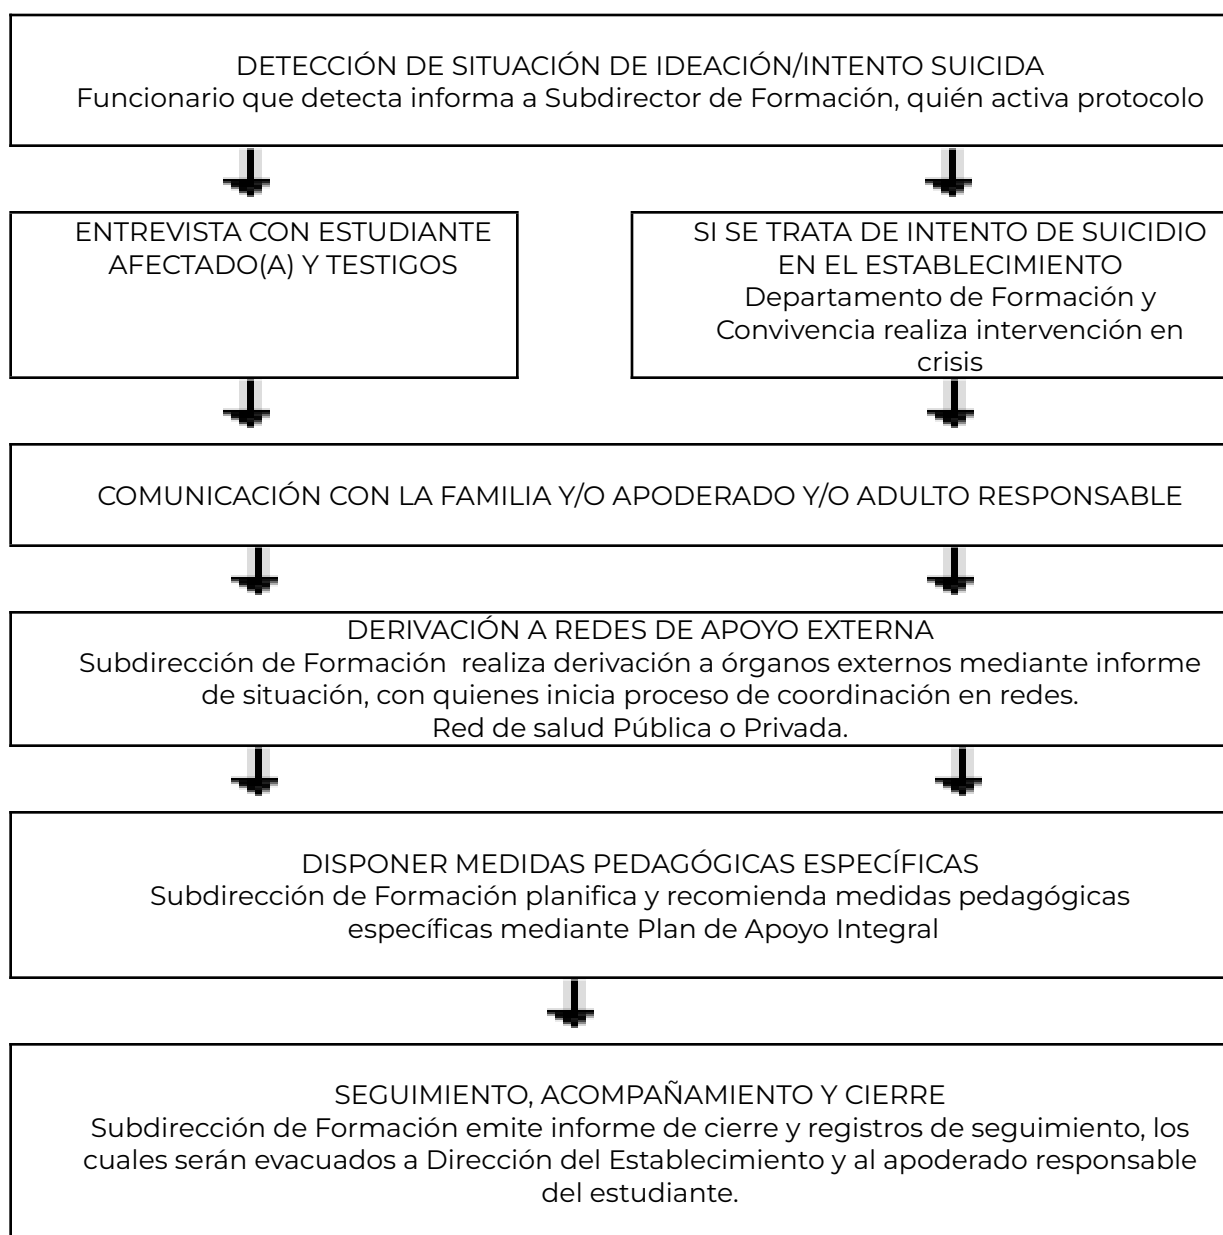 DETECCIÓN DE SITUACIÓN DE IDEACIÓN/INTENTO SUICIDA
Funcionario que detecta informa a Subdirector de Formación, quién activa protocolo
ENTREVISTA CON ESTUDIANTE
AFECTADO(A) Y TESTIGOS
SI SE TRATA DE INTENTO DE SUICIDIO
EN EL ESTABLECIMIENTO
Departamento de Formación y
Convivencia realiza intervención en
crisis
COMUNICACIÓN CON LA FAMILIA Y/O APODERADO Y/O ADULTO RESPONSABLE
DERIVACIÓN A REDES DE APOYO EXTERNA
Subdirección de Formación realiza derivación a órganos externos mediante informe
de situación, con quienes inicia proceso de coordinación en redes.
Red de salud Pública o Privada.
DISPONER MEDIDAS PEDAGÓGICAS ESPECÍFICAS
Subdirección de Formación planifica y recomienda medidas pedagógicas
específicas mediante Plan de Apoyo Integral
SEGUIMIENTO, ACOMPAÑAMIENTO Y CIERRE
Subdirección de Formación emite informe de cierre y registros de seguimiento, los
cuales serán evacuados a Dirección del Establecimiento y al apoderado responsable
del estudiante.